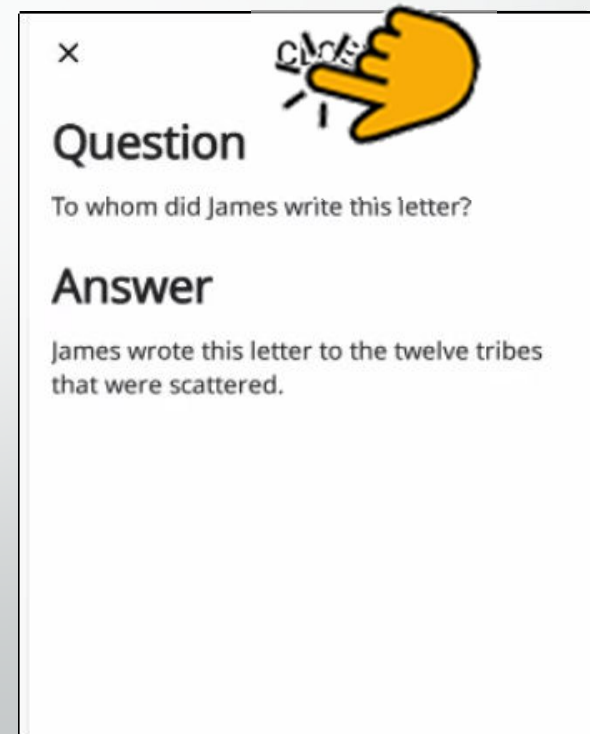 ×
Question
To whom did James write this letter?
Answer
James wrote this letter to the twelve tribes
that were scattered.